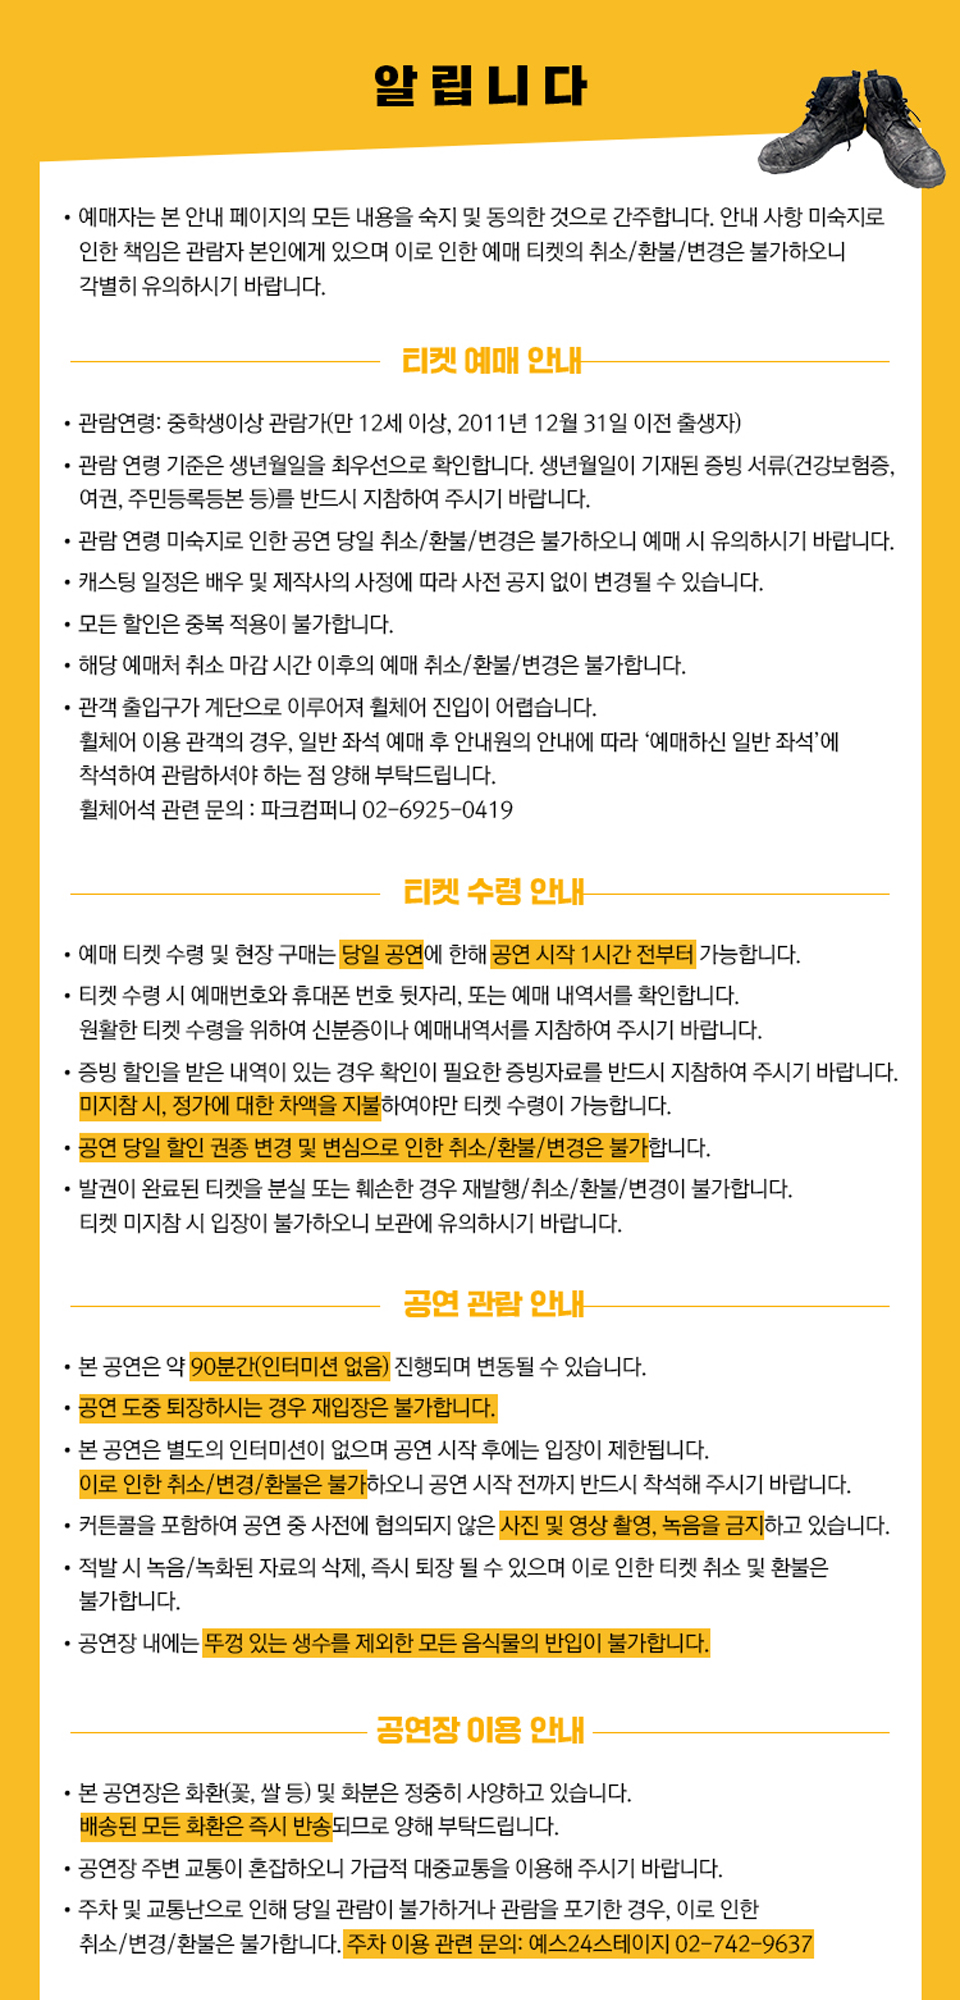 알립니다
• 예매자는 본 안내 페이지의 모든 내용을 숙지 및 동의한 것으로 간주합니다. 안내 사항 미숙지로
인한 책임은 관람자 본인에게 있으며 이로 인한 예매 티켓의 취소/환불/변경은 불가하오니
각별히 유의하시기 바랍니다.
티켓 예매 안내
• 관람연령: 중학생이상 관람가(만 12세 이상, 2011년 12월 31일 이전 출생자)
• 관람 연령 기준은 생년월일을 최우선으로 확인합니다. 생년월일이 기재된 증빙 서류(건강보험증,
여권, 주민등록등본 등)를 반드시 지참하여 주시기 바랍니다.
• 관람 연령 미숙지로 인한 공연 당일 취소/환불/변경은 불가하오니 예매 시 유의하시기 바랍니다.
• 캐스팅 일정은 배우 및 제작사의 사정에 따라 사전 공지 없이 변경될 수 있습니다.
• 모든 할인은 중복 적용이 불가합니다.
• 해당 예매처 취소 마감 시간 이후의 예매 취소/환불/변경은 불가합니다.
• 관객 출입구가 계단으로 이루어져 휠체어 진입이 어렵습니다.
휠체어 이용 관객의 경우, 일반 좌석 예매 후 안내원의 안내에 따라 ‘예매하신 일반 좌석’에
착석하여 관람하셔야 하는 점 양해 부탁드립니다.
휠체어석 관련 문의 : 파크컴퍼니 02-6925-0419
티켓 수령 안내
• 예매 티켓 수령 및 현장 구매는 당일 공연에 한해 공연 시작 1시간 전부터 가능합니다.
• 티켓 수령 시 예매번호와 휴대폰 번호 뒷자리, 또는 예매 내역서를 확인합니다.
원활한 티켓 수령을 위하여 신분증이나 예매내역서를 지참하여 주시기 바랍니다.
• 증빙 할인을 받은 내역이 있는 경우 확인이 필요한 증빙자료를 반드시 지참하여 주시기 바랍니다.
미지참 시, 정가에 대한 차액을 지불하여야만 티켓 수령이 가능합니다.
• 공연 당일 할인 권종 변경 및 변심으로 인한 취소/환불/변경은 불가합니다.
• 발권이 완료된 티켓을 분실 또는 훼손한 경우 재발행/취소/환불/변경이 불가합니다.
티켓 미지참 시 입장이 불가하오니 보관에 유의하시기 바랍니다.
공연 관람 안내
• 본 공연은 약 90분간(인터미션 없음) 진행되며 변동될 수 있습니다.
• 공연 도중 퇴장하시는 경우 재입장은 불가합니다.
• 본 공연은 별도의 인터미션이 없으며 공연 시작 후에는 입장이 제한됩니다.
이로 인한 취소/변경/환불은 불가하오니 공연 시작 전까지 반드시 착석해 주시기 바랍니다.
• 커튼콜을 포함하여 공연 중 사전에 협의되지 않은 사진 및 영상 촬영, 녹음을 금지하고 있습니다.
• 적발 시 녹음/녹화된 자료의 삭제, 즉시 퇴장 될 수 있으며 이로 인한 티켓 취소 및 환불은
불가합니다.
• 공연장 내에는 뚜껑 있는 생수를 제외한 모든 음식물의 반입이 불가합니다.
공연장 이용 안내
• 본 공연장은 화환(꽃, 쌀 등) 및 화분은 정중히 사양하고 있습니다.
배송된 모든 화환은 즉시 반송되므로 양해 부탁드립니다.
• 공연장 주변 교통이 혼잡하오니 가급적 대중교통을 이용해 주시기 바랍니다.
• 주차 및 교통난으로 인해 당일 관람이 불가하거나 관람을 포기한 경우, 이로 인한
취소/변경/환불은 불가합니다. 주차 이용 관련 문의: 예스24스테이지 02-742-9637